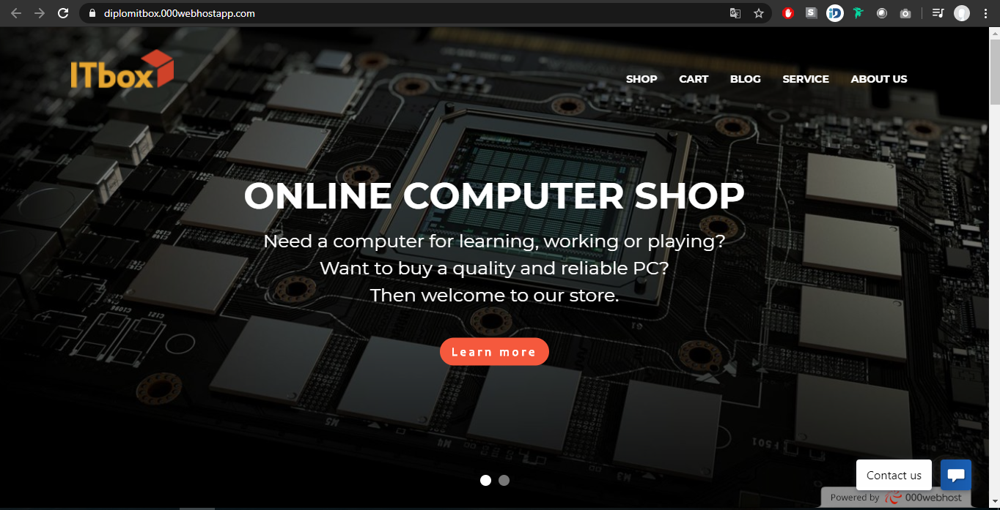 diplomitbox.000webhostapp.com
ITbox
SHOP CART BLOG SERVICE ABOUT US
ONLINE COMPUTER SHOP
Need a computer for learning, working or playing?
Want to buy a quality and reliable PC?
Then welcome to our store.
Learn more
Contact us
Powered by 000webhost